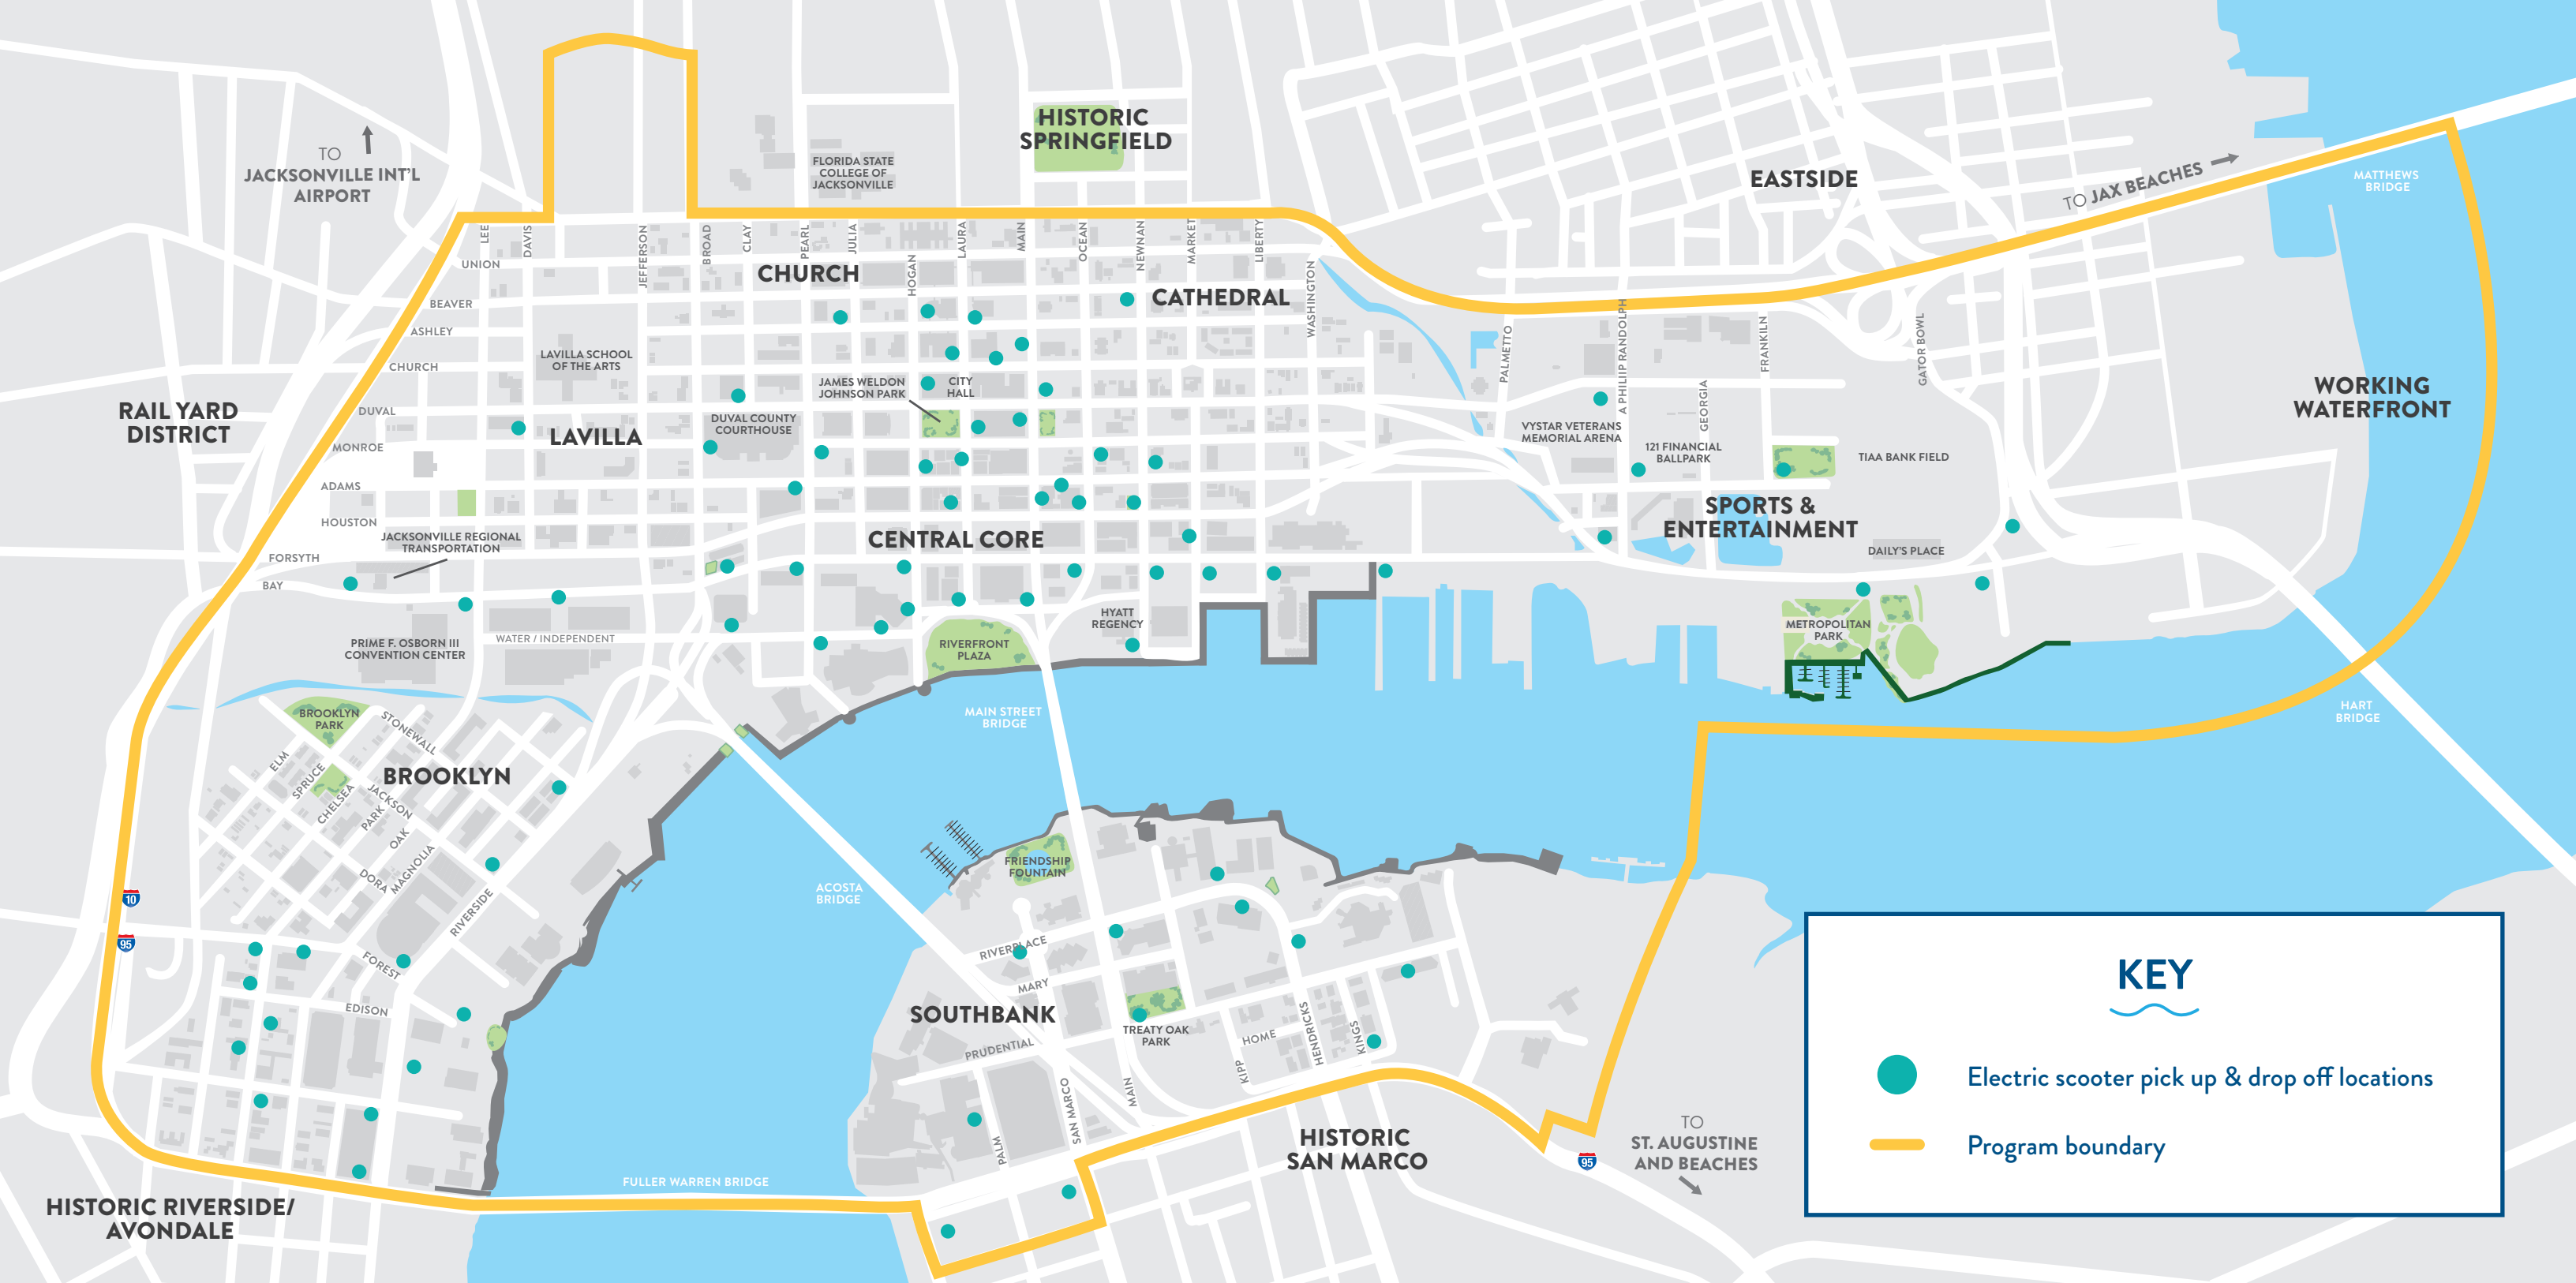 HISTORIC
SPRINGFIELD
TO
JACKSONVILLE INT'L
AIRPORT
FLORIDA STATE
COLLEGE OF
JACKSONVILLE
EASTSIDE
TO JAX BEACHES
MATTHEWS
BRIDGE
LEE
DAVIS
JEFFERSON
BROAD
CLAY
PEARL
JULIA
HOGAN
LAURA
MAIN
OCEAN
NEWNAN
MARKET
LIBERTY
WASHINGTON
UNION
CHURCH
CATHEDRAL
BEAVER
ASHLEY
CHURCH
DUVAL
MONROE
ADAMS
HOUSTON
FORSYTH
BAY
PALMETTO
A PHILIIP RANDOLPH
GEORGIA
FRANKILN
GATOR BOWL
LAVILLA SCHOOL
OF THE ARTS
JAMES WELDON
JOHNSON PARK
CITY
HALL
RAIL YARD
DISTRICT
LAVILLA
DUVAL COUNTY
COURTHOUSE
VYSTAR VETERANS
MEMORIAL ARENA
121 FINANCIAL
BALLPARK
TIAA BANK FIELD
WORKING
WATERFRONT
SPORTS &
ENTERTAINMENT
DAILY'S PLACE
CENTRAL CORE
JACKSONVILLE REGIONAL
TRANSPORTATION
PRIME F. OSBORN III
CONVENTION CENTER
WATER / INDEPENDENT
RIVERFRONT
PLAZA
HYATT
REGENCY
METROPOLITAN
PARK
MAIN STREET
BRIDGE
HART
BRIDGE
BROOKLYN
PARK
STONEWALL
ELM
SPRUCE
CHELSEA
JACKSON
PARK
OAK
DORA
MAGNOLIA
BROOKLYN
RIVERSIDE
FOREST
EDISON
10
95
ACOSTA
BRIDGE
FRIENDSHIP
FOUNTAIN
RIVERPLACE
MARY
SOUTHBANK
PRUDENTIAL
TREATY OAK
PARK
HOME
KIPP
HENDRICKS
KINGS
MAIN
SAN MARCO
PALM
HISTORIC
SAN MARCO
TO
ST. AUGUSTINE
AND BEACHES
95
FULLER WARREN BRIDGE
HISTORIC RIVERSIDE/
AVONDALE
KEY
Electric scooter pick up & drop off locations
Program boundary